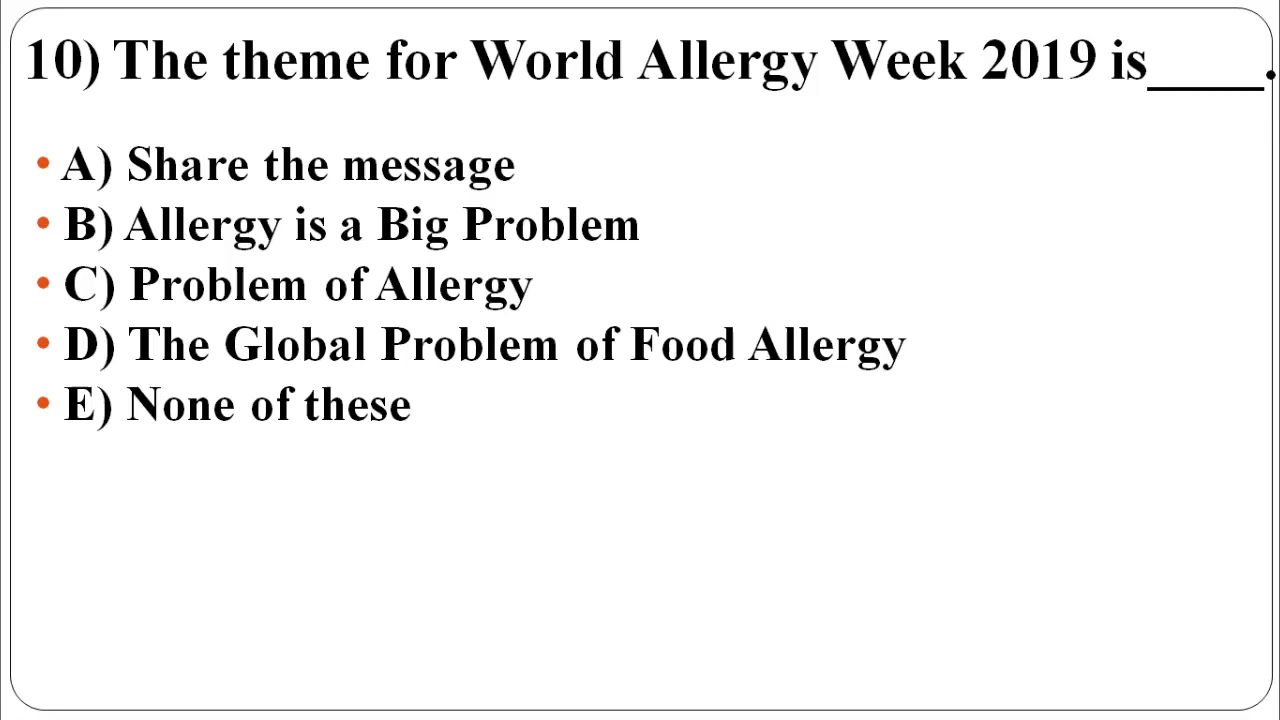 10) The theme for World Allergy Week 2019 is_____.
• A) Share the message
• B) Allergy is a Big Problem
• C) Problem of Allergy
• D) The Global Problem of Food Allergy
• E) None of these